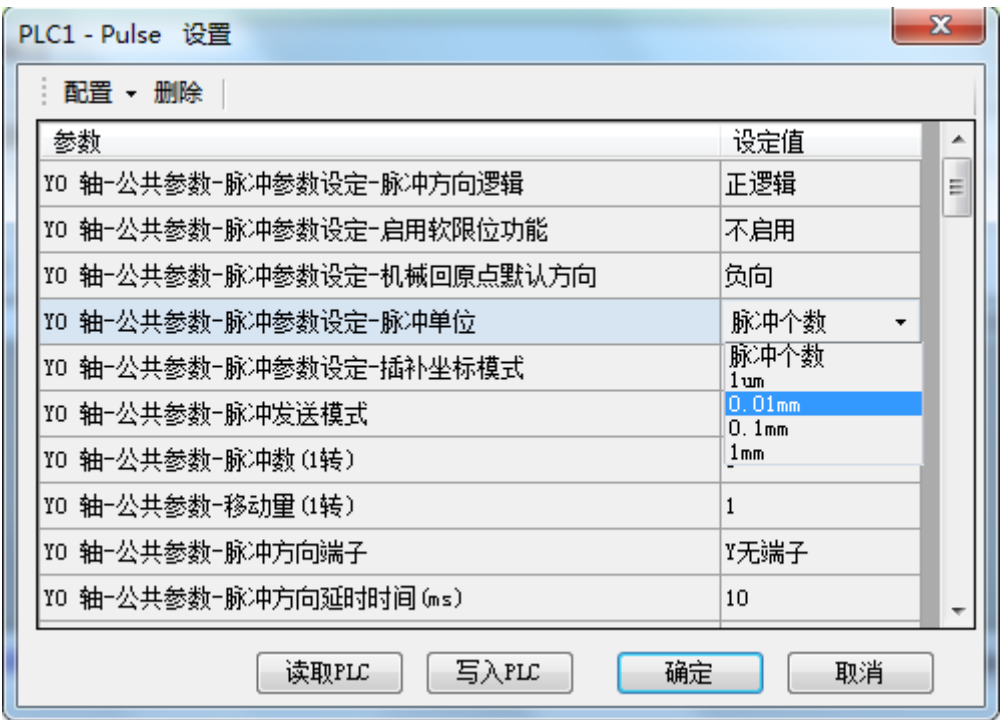 PLC1 - Pulse 设置
配置 删除
参数 设定值
Y0 轴-公共参数-脉冲参数设定-脉冲方向逻辑 正逻辑
Y0 轴-公共参数-脉冲参数设定-启用软限位功能 不启用
Y0 轴-公共参数-脉冲参数设定-机械回原点默认方向 负向
Y0 轴-公共参数-脉冲参数设定-脉冲单位 脉冲个数
脉冲个数
1um
0.01mm
0.1mm
1mm
Y0 轴-公共参数-脉冲参数设定-插补坐标模式
Y0 轴-公共参数-脉冲发送模式
Y0 轴-公共参数-脉冲数(1转)
Y0 轴-公共参数-移动量(1转) 1
Y0 轴-公共参数-脉冲方向端子 Y无端子
Y0 轴-公共参数-脉冲方向延时时间(ms) 10
读取PLC 写入PLC 确定 取消